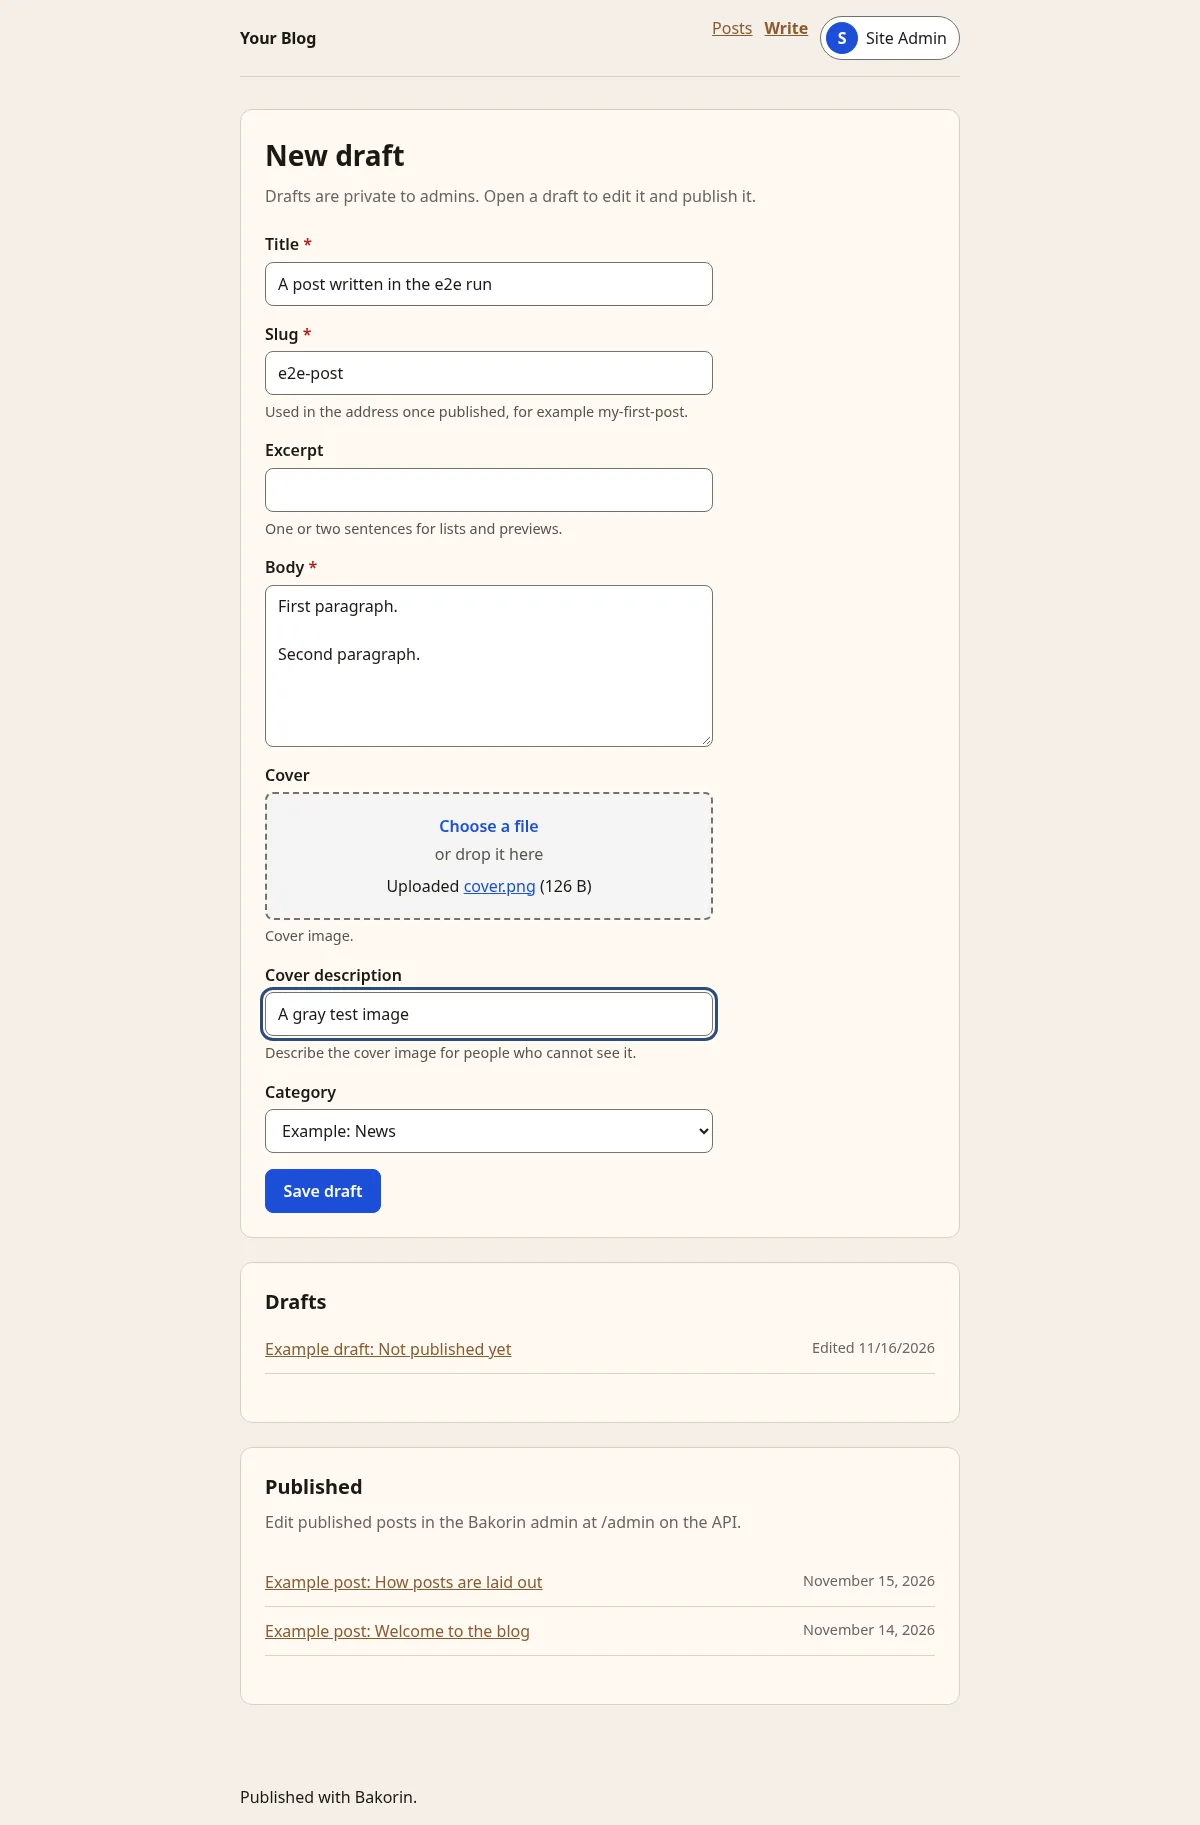 Your Blog
Posts Write S Site Admin
New draft
Drafts are private to admins. Open a draft to edit it and publish it.
Title *
A post written in the e2e run
Slug *
e2e-post
Used in the address once published, for example my-first-post.
Excerpt
One or two sentences for lists and previews.
Body *
First paragraph.
Second paragraph.
Cover
Choose a file
or drop it here
Uploaded cover.png (126 B)
Cover image.
Cover description
A gray test image
Describe the cover image for people who cannot see it.
Category
Example: News
Save draft
Drafts
Example draft: Not published yet Edited 11/16/2026
Published
Edit published posts in the Bakorin admin at /admin on the API.
Example post: How posts are laid out November 15, 2026
Example post: Welcome to the blog November 14, 2026
Published with Bakorin.